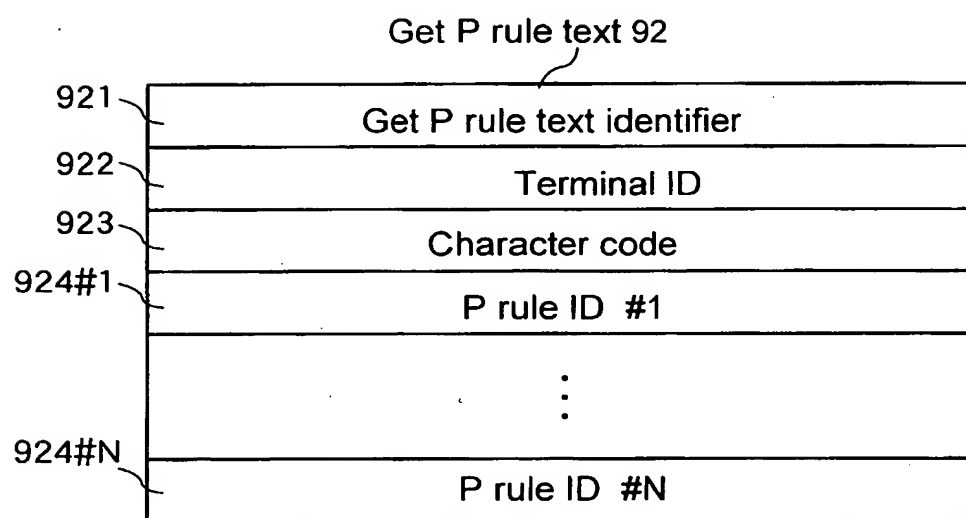 Get P rule text 92
921
Get P rule text identifier
922
Terminal ID
923
Character code
924#1
P rule ID #1
924#N
P rule ID #N